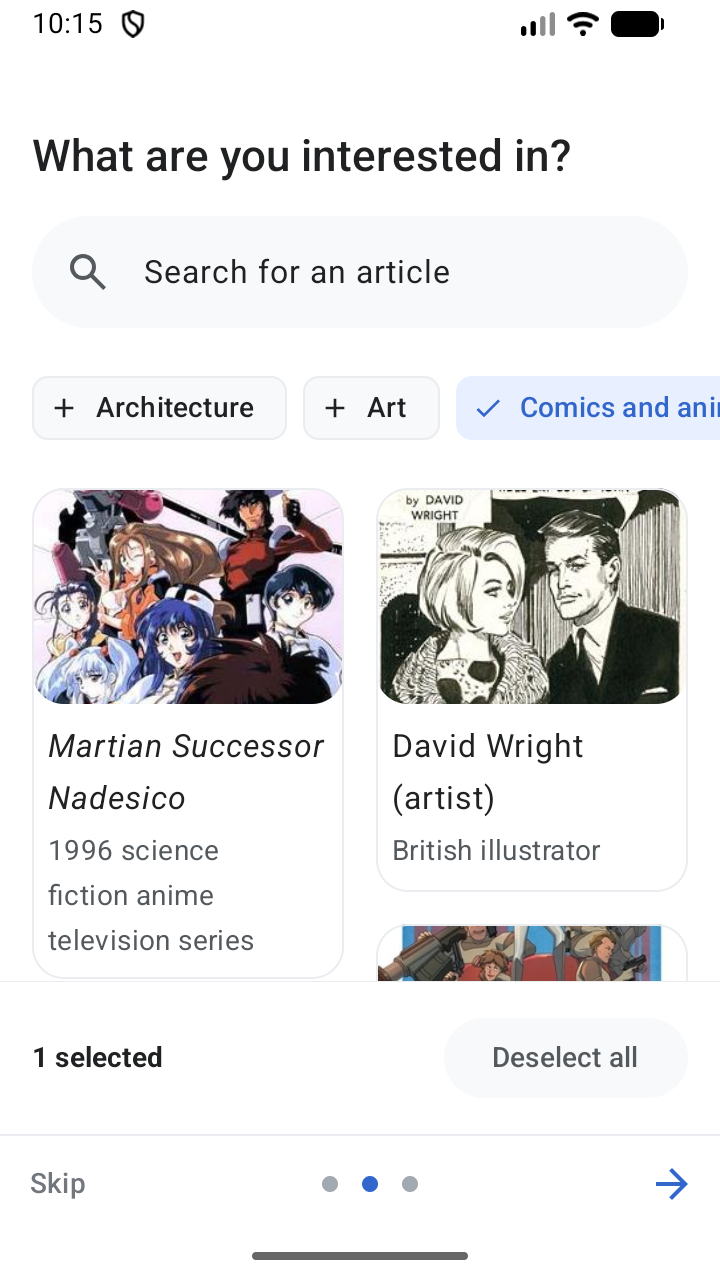 10:15
What are you interested in?
Search for an article
Architecture
Art
Comics and ani
by DAVID
WRIGHT
Martian Successor
Nadesico
1996 science
fiction anime
television series
David Wright
(artist)
British illustrator
1 selected
Deselect all
Skip